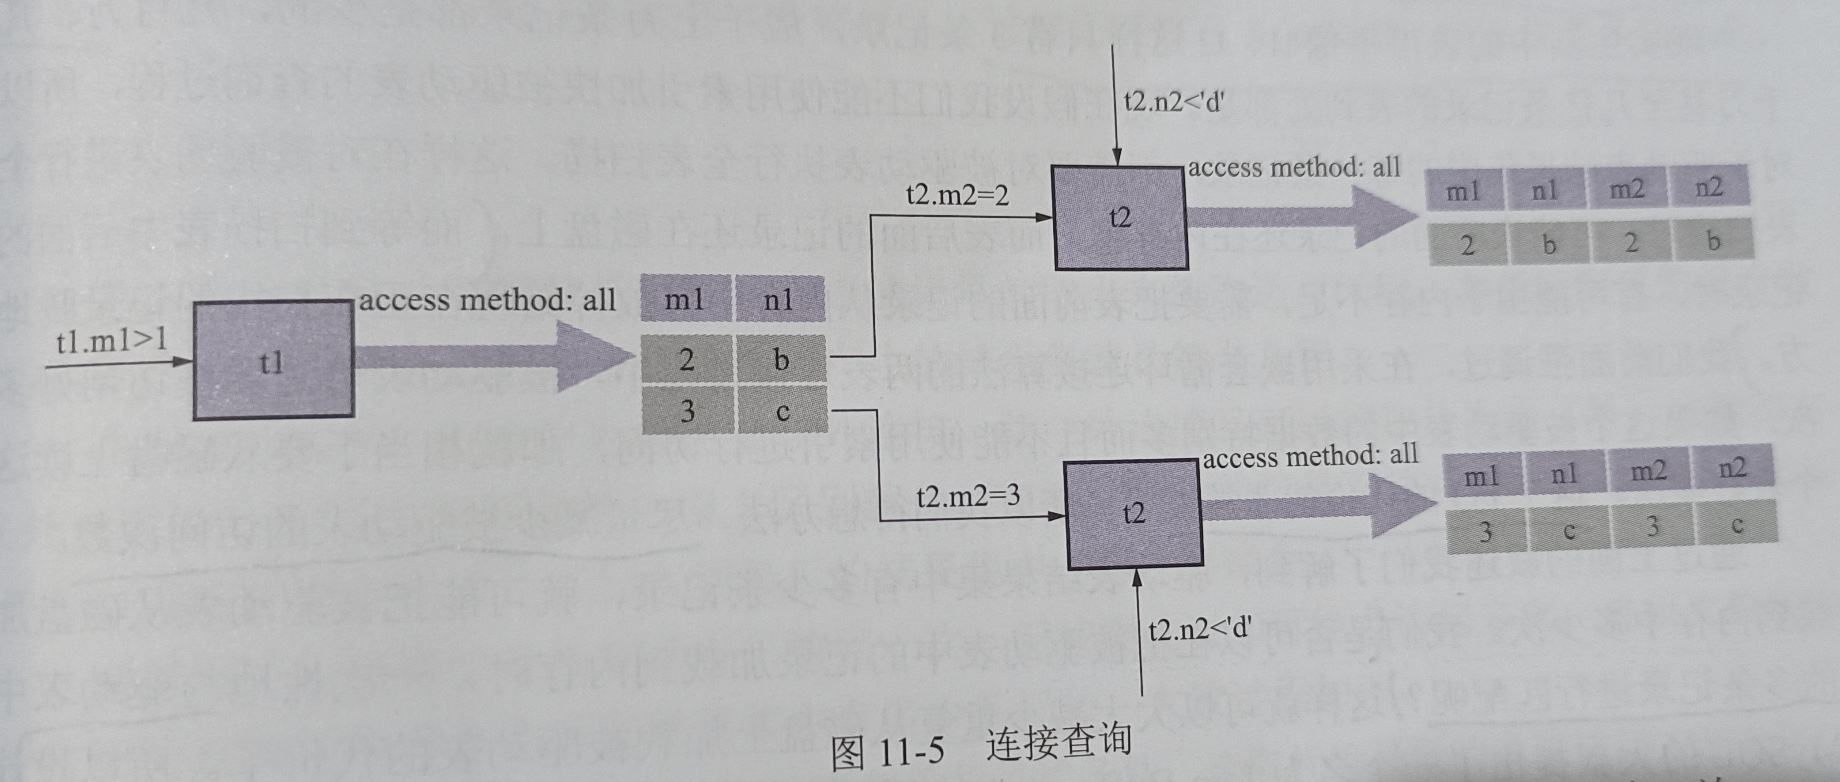 t2.n2<'d'
t2.m2=2
t2
access method: all
m1 n1 m2 n2
2 b 2 b
t1.m1>1
t1
access method: all
m1 n1
2 b
3 c
t2.m2=3
t2
access method: all
m1 n1 m2 n2
3 c 3 c
t2.n2<'d'
图 11-5 连接查询